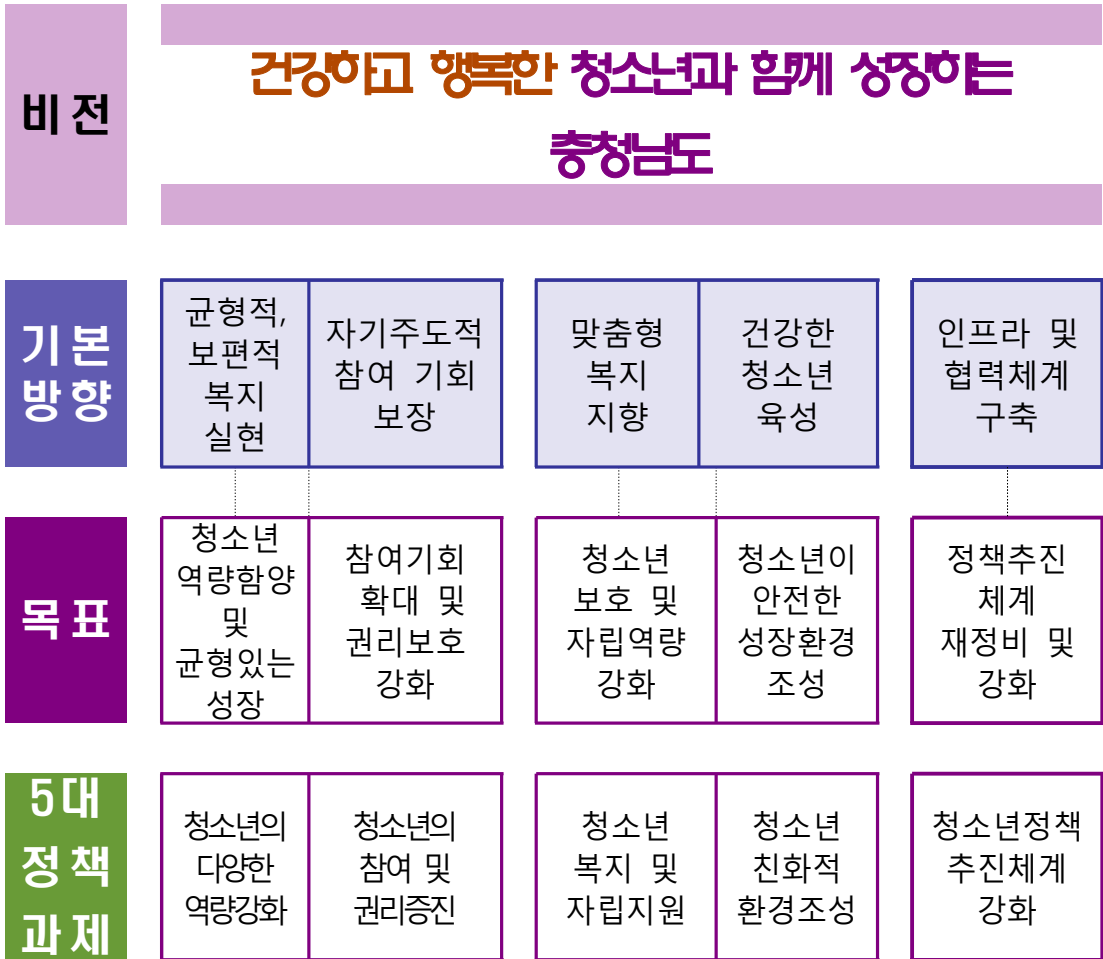 비전
건강하고 행복한 청소년과 함께 성장하는
충청남도
기본
방향
균형적,
보편적
복지
실현
자기주도적
참여 기회
보장
맞춤형
복지
지향
건강한
청소년
육성
인프라 및
협력체계
구축
목표
청소년
역량함양
및
균형있는
성장
참여기회
확대 및
권리보호
강화
청소년
보호 및
자립역량
강화
청소년이
안전한
성장환경
조성
정책추진
체계
재정비 및
강화
5대
정책
과제
청소년의
다양한
역량강화
청소년의
참여 및
권리증진
청소년
복지 및
자립지원
청소년
친화적
환경조성
청소년정책
추진체계
강화